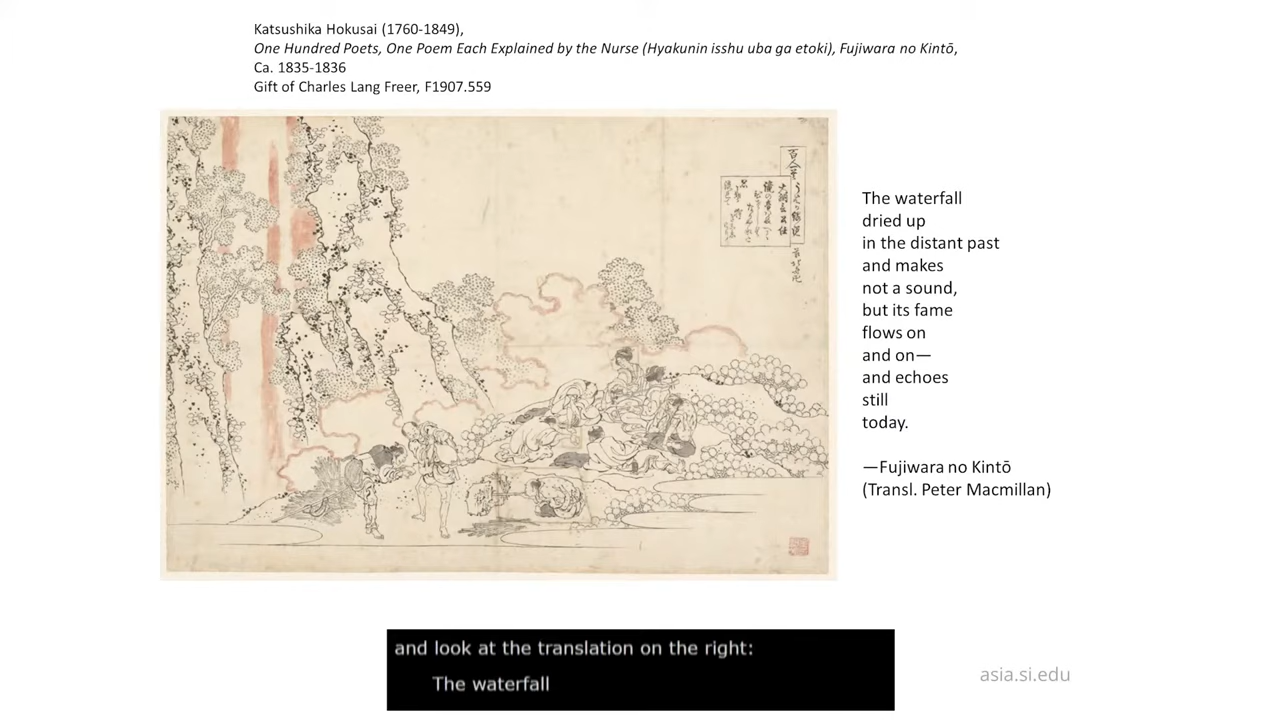 Katsushika Hokusai (1760-1849),
One Hundred Poets, One Poem Each Explained by the Nurse (Hyakunin isshu uba ga etoki), Fujiwara no Kintō,
Ca. 1835-1836
Gift of Charles Lang Freer, F1907.559
The waterfall
dried up
in the distant past
and makes
not a sound,
but its fame
flows on
and on—
and echoes
still
today.
—Fujiwara no Kintō
(Transl. Peter Macmillan)
and look at the translation on the right:
The waterfall
asia.si.edu